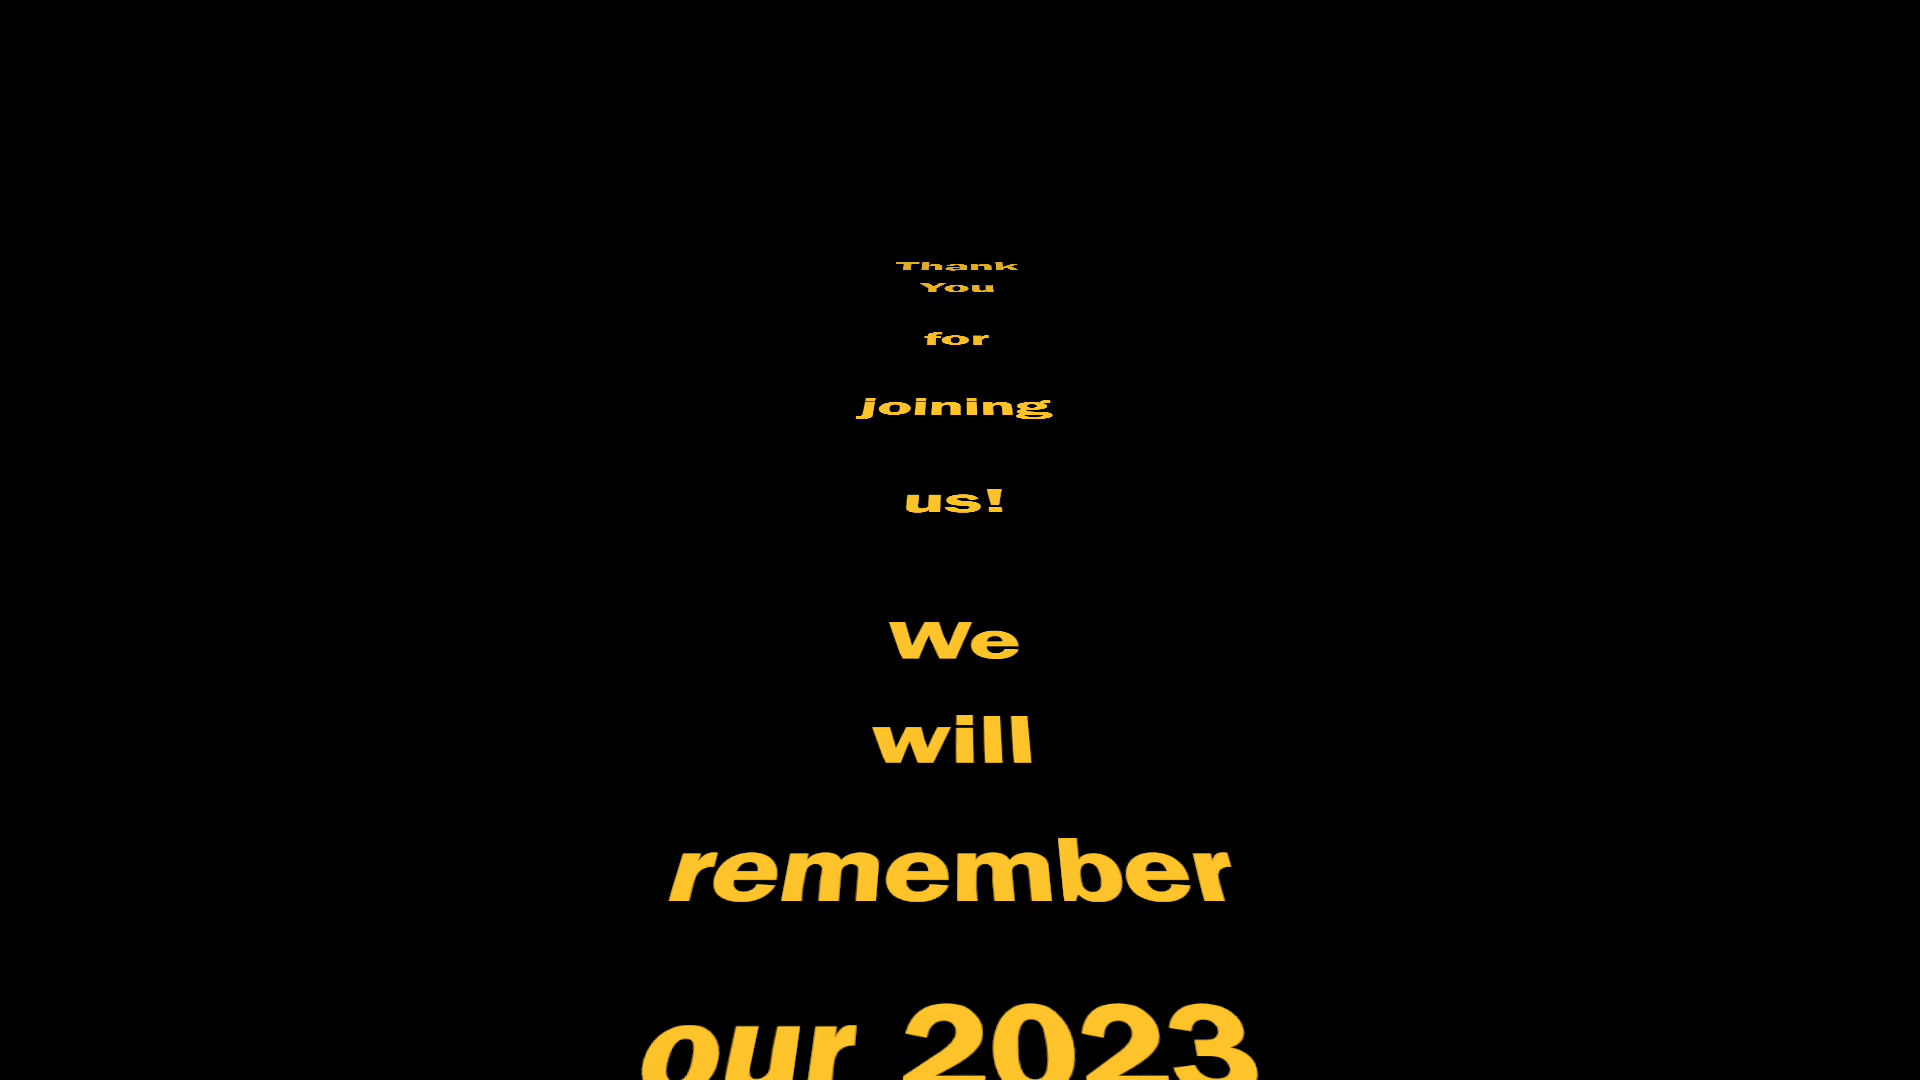 Thank
You
for
joining
us!
We
will
remember
our 2023